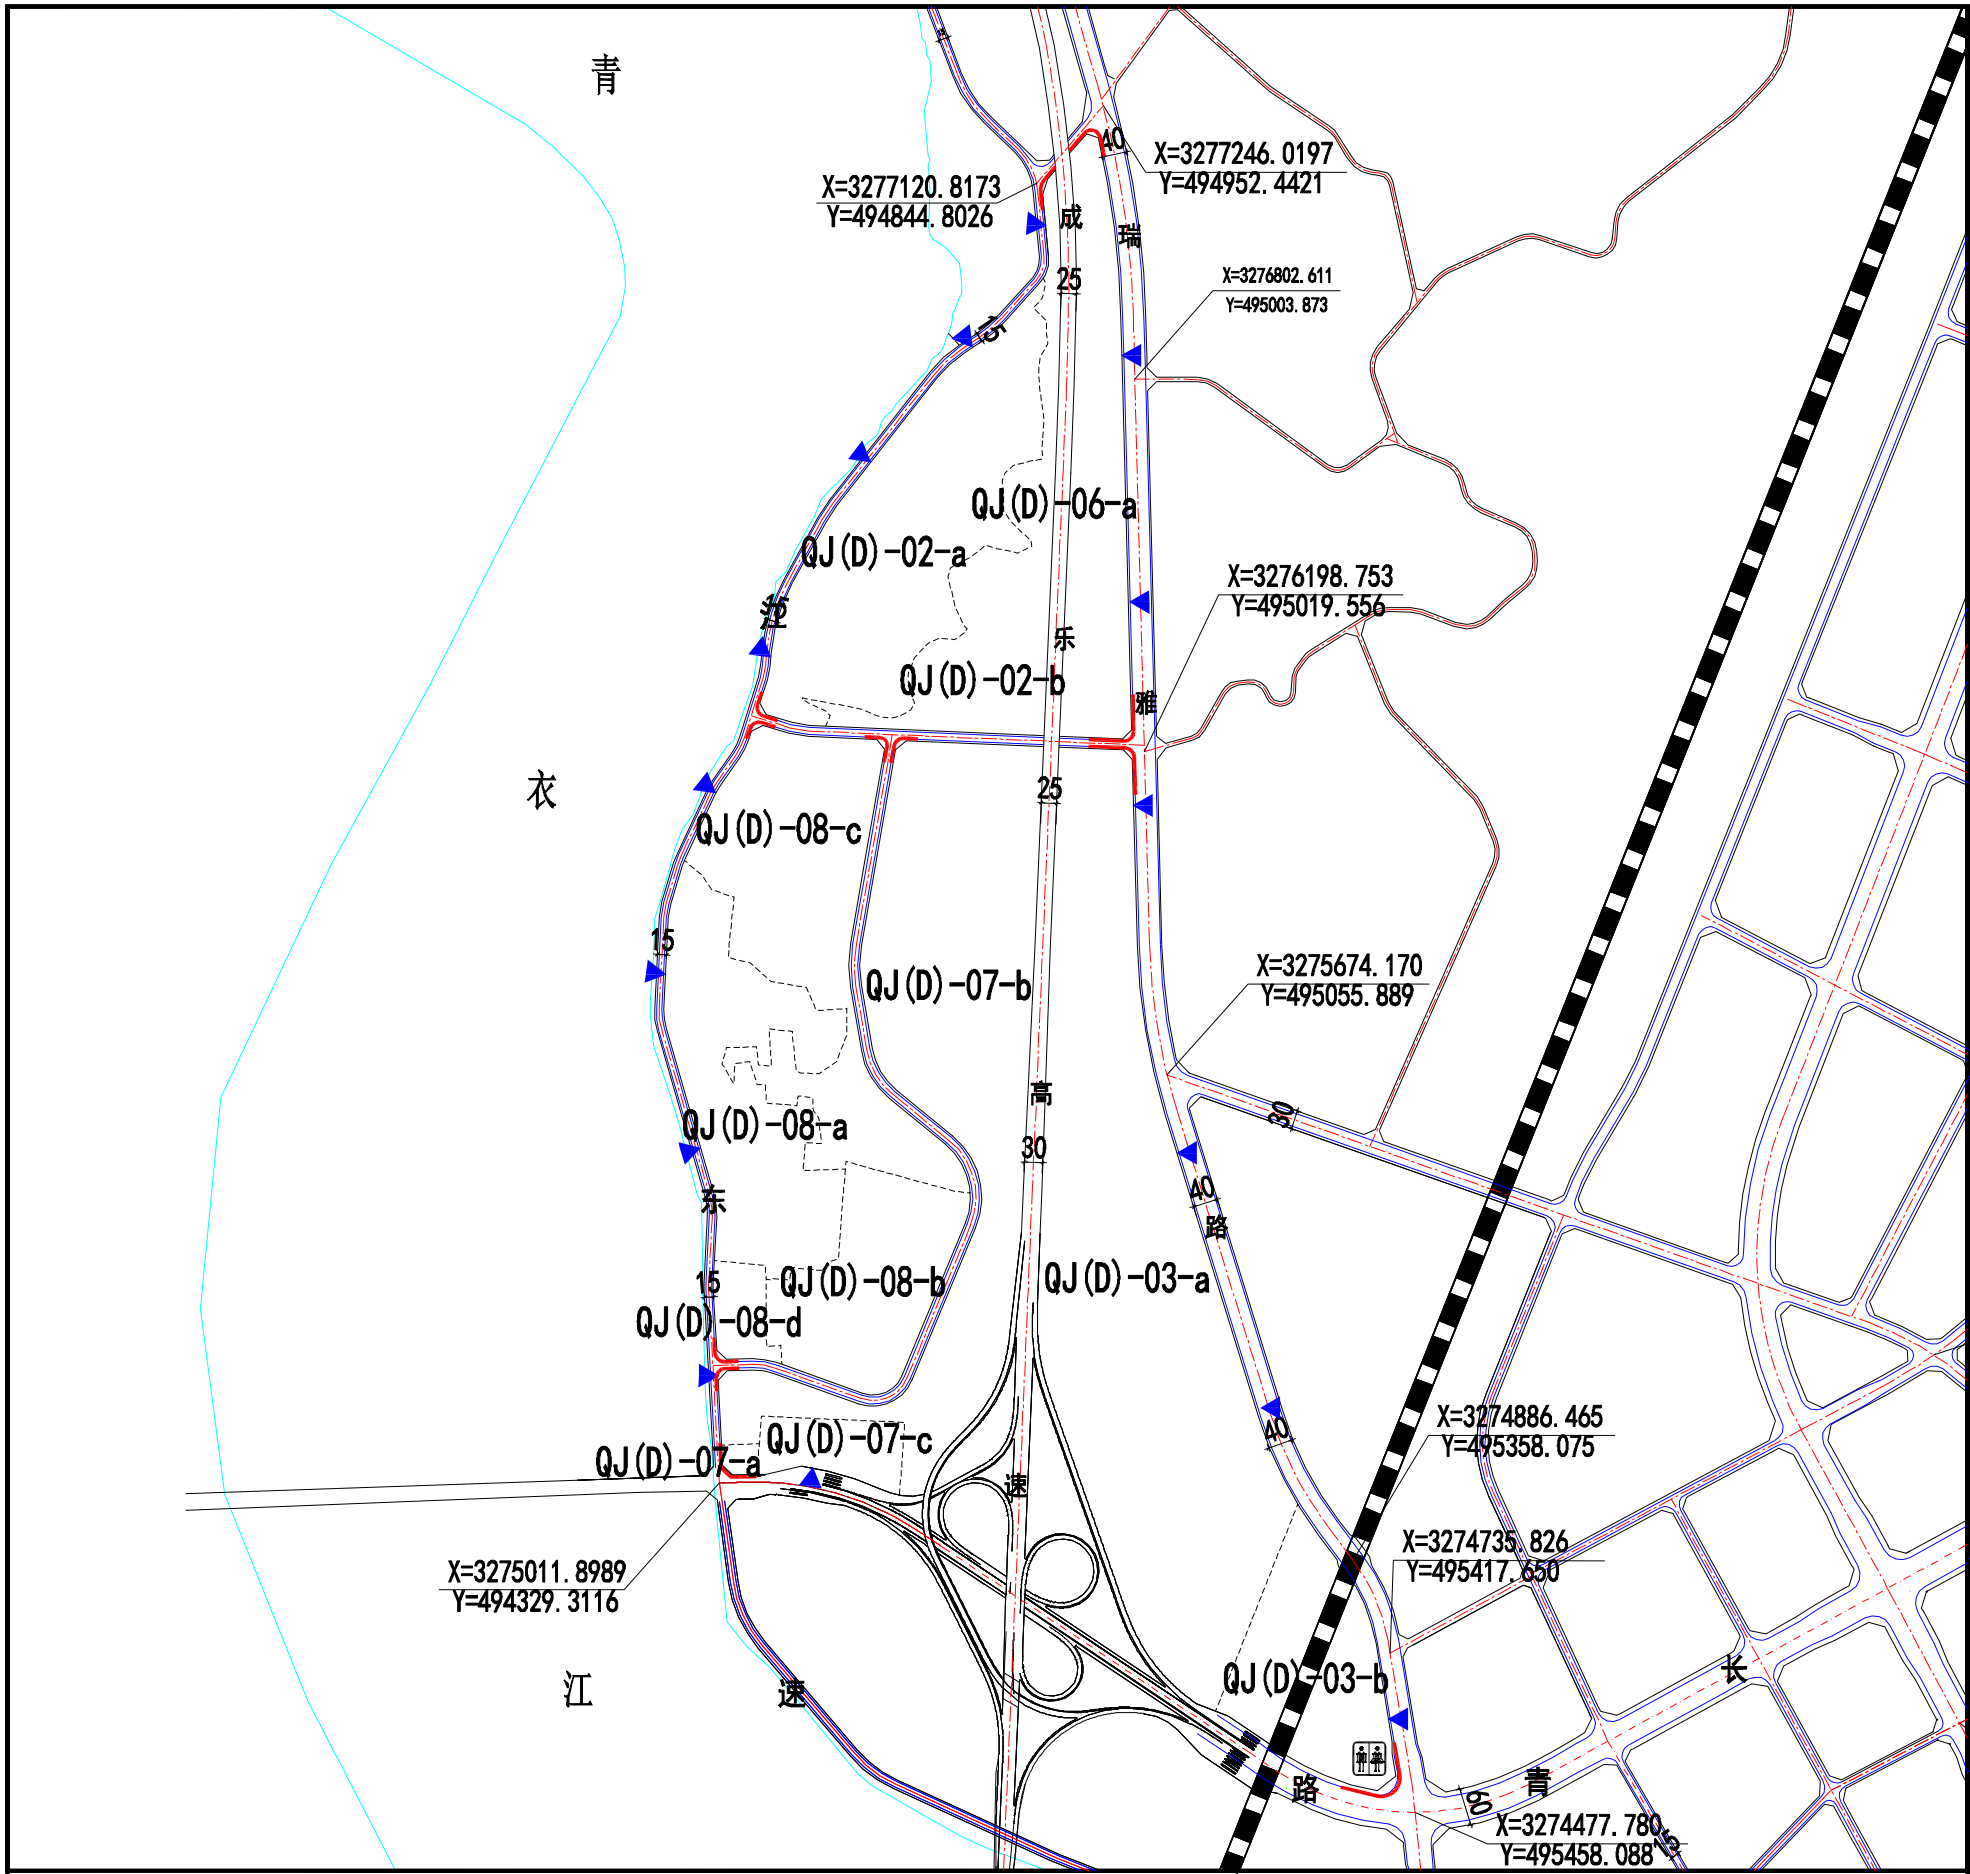 青
40
X=3277246.0197
Y=494952.4421
X=3277120.8173
Y=494844.8026
成
瑞
25
X=3276802.611
Y=495003.873
15
QJ(D)-06-a
QJ(D)-02-a
X=3276198.753
Y=495019.556
15
江
乐
QJ(D)-02-b
雅
衣
25
QJ(D)-08-c
15
X=3275674.170
Y=495055.889
QJ(D)-07-b
高
30
QJ(D)-08-a
30
40
东
路
QJ(D)-03-a
15
QJ(D)-08-b
QJ(D)-08-d
X=3274886.465
Y=495358.075
40
QJ(D)-07-c
QJ(D)-07-a
速
X=3274735.826
Y=495417.650
X=3275011.8989
Y=494329.3116
江
速
QJ(D)-03-b
长
路
青
60
X=3274477.780
Y=495458.088
15